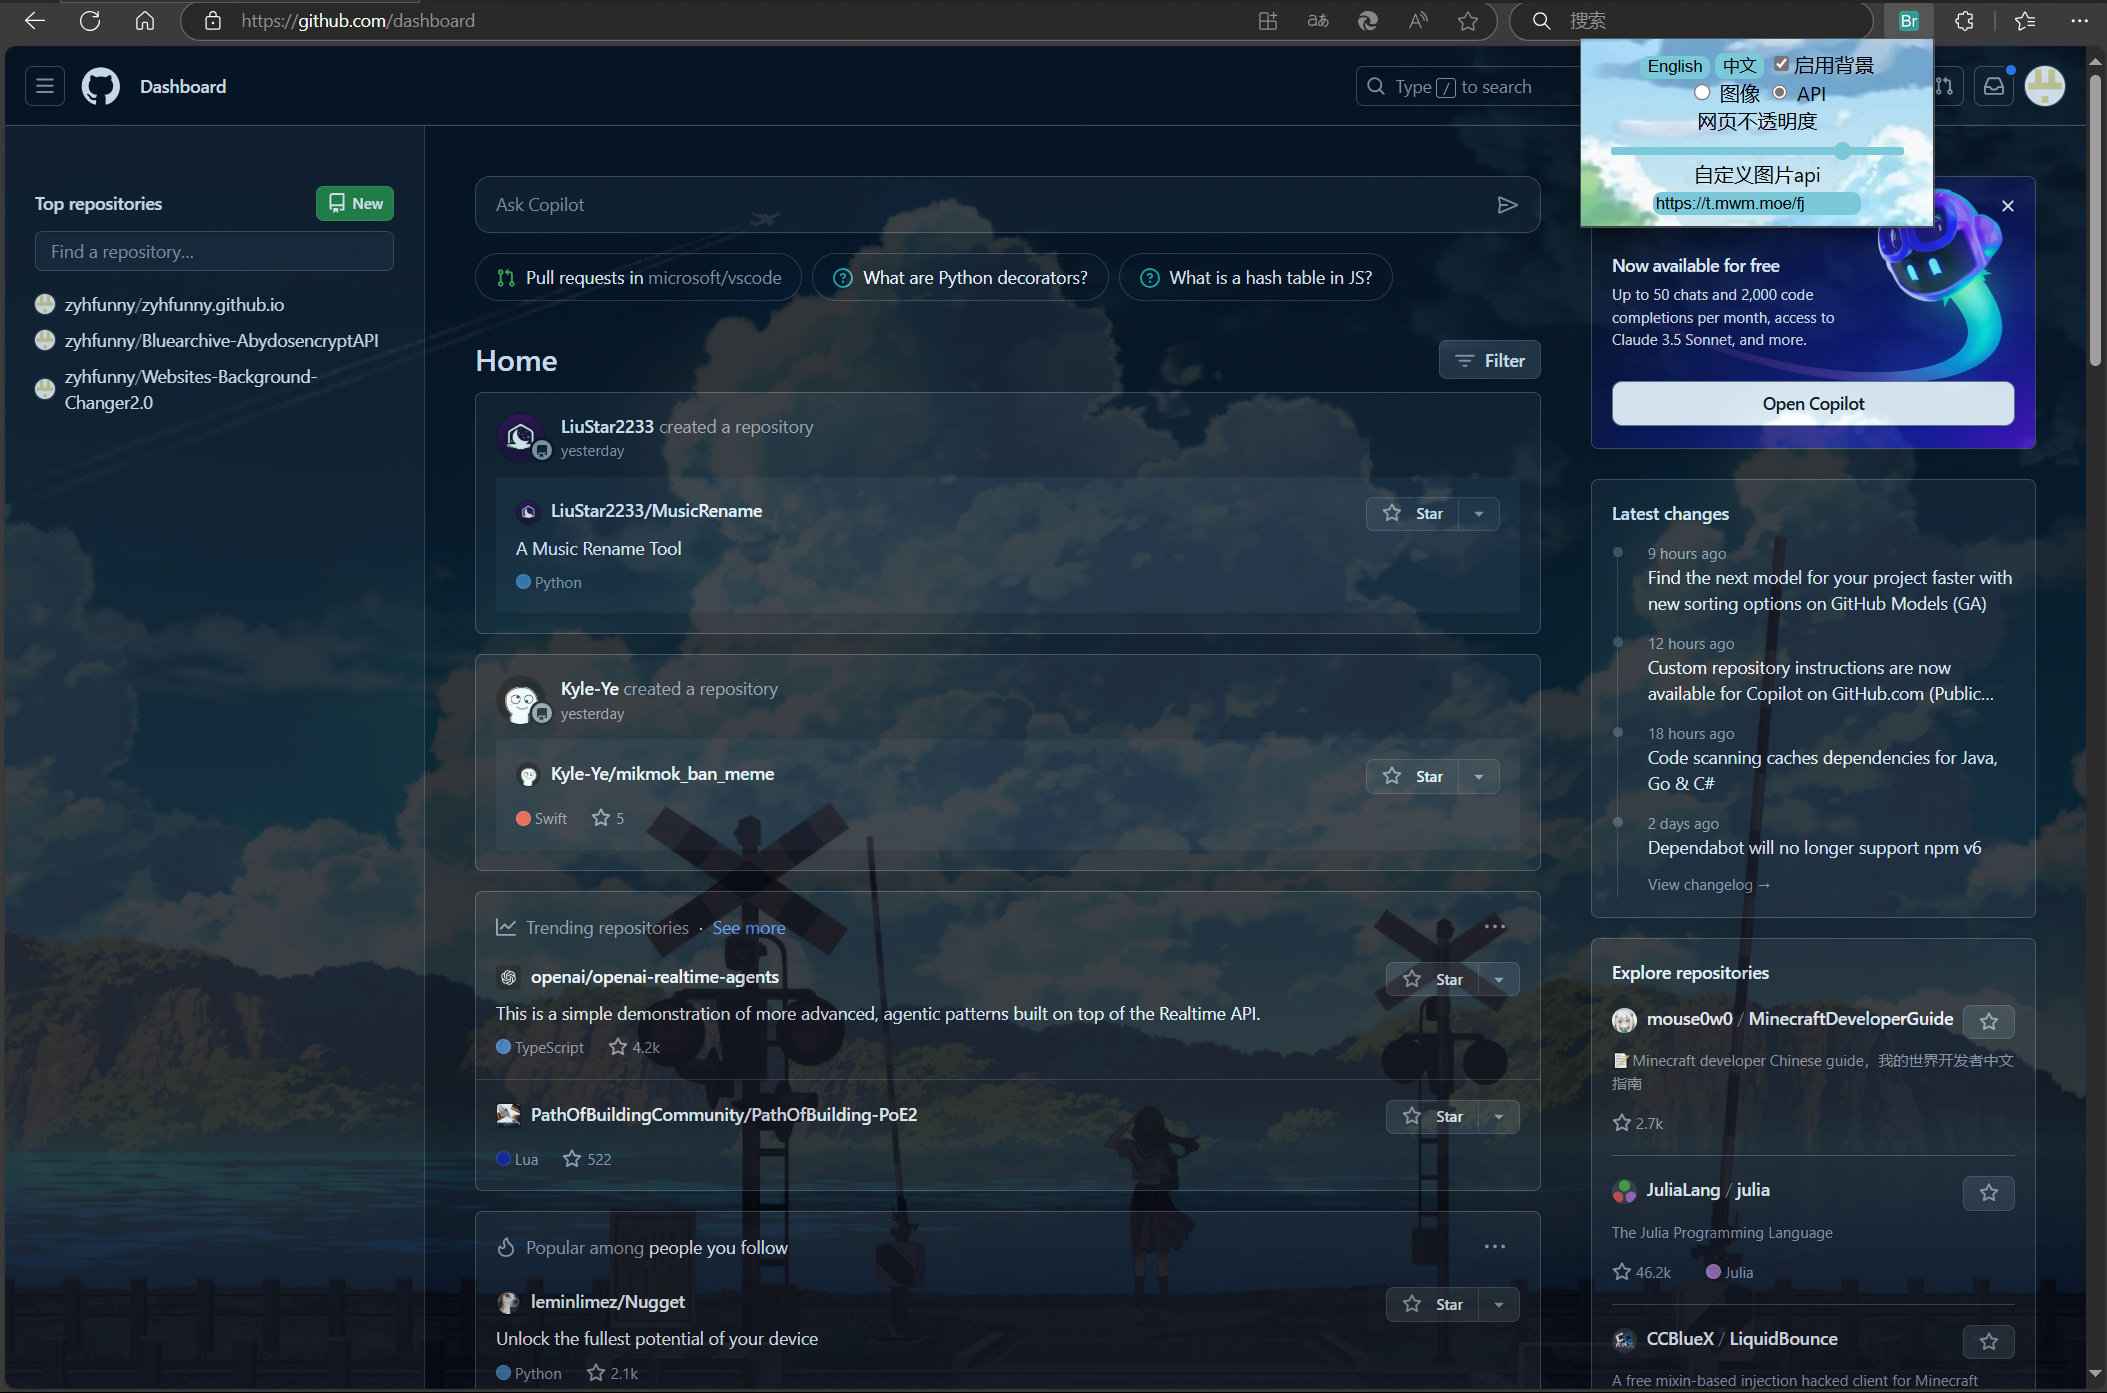 https://github.com/dashboard
搜索
Br
Dashboard
Type / to search
English 中文 启用背景
图像 API
网页不透明度
自定义图片api
https://t.mwm.moe/fj
Top repositories
New
Find a repository...
zyhfunny/zyhfunny.github.io
zyhfunny/Bluearchive-AbydosencryptAPI
zyhfunny/Websites-Background-
Changer2.0
Ask Copilot
Pull requests in microsoft/vscode
What are Python decorators?
What is a hash table in JS?
Home
Filter
LiuStar2233 created a repository
yesterday
LiuStar2233/MusicRename
Star
A Music Rename Tool
Python
Kyle-Ye created a repository
yesterday
Kyle-Ye/mikmok_ban_meme
Star
Swift 5
Trending repositories · See more
openai/openai-realtime-agents
Star
This is a simple demonstration of more advanced, agentic patterns built on top of the Realtime API.
TypeScript 4.2k
PathOfBuildingCommunity/PathOfBuilding-PoE2
Star
Lua 522
Popular among people you follow
leminlimez/Nugget
Star
Unlock the fullest potential of your device
Python 2.1k
Now available for free
Up to 50 chats and 2,000 code
completions per month, access to
Claude 3.5 Sonnet, and more.
Open Copilot
Latest changes
9 hours ago
Find the next model for your project faster with
new sorting options on GitHub Models (GA)
12 hours ago
Custom repository instructions are now
available for Copilot on GitHub.com (Public...
18 hours ago
Code scanning caches dependencies for Java,
Go & C#
2 days ago
Dependabot will no longer support npm v6
View changelog →
Explore repositories
mouse0w0 / MinecraftDeveloperGuide
📝 Minecraft developer Chinese guide，我的世界开发者中文
指南
2.7k
JuliaLang / julia
The Julia Programming Language
46.2k Julia
CCBlueX / LiquidBounce
A free mixin-based injection hacked client for Minecraft